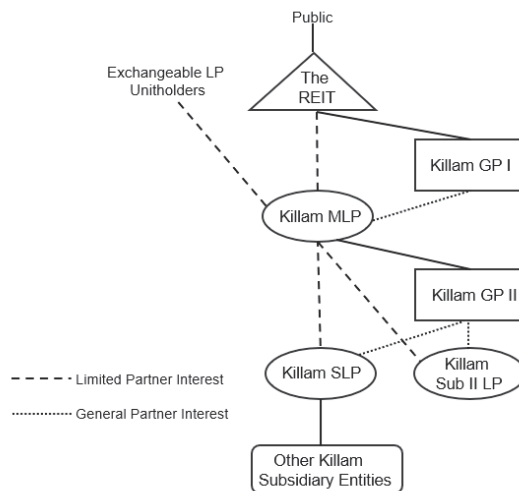 Public
Exchangeable LP
Unitholders
The
REIT
Killam GP I
Killam MLP
Killam GP II
Killam SLP
Killam
Sub II LP
Limited Partner Interest
General Partner Interest
Other Killam
Subsidiary Entities